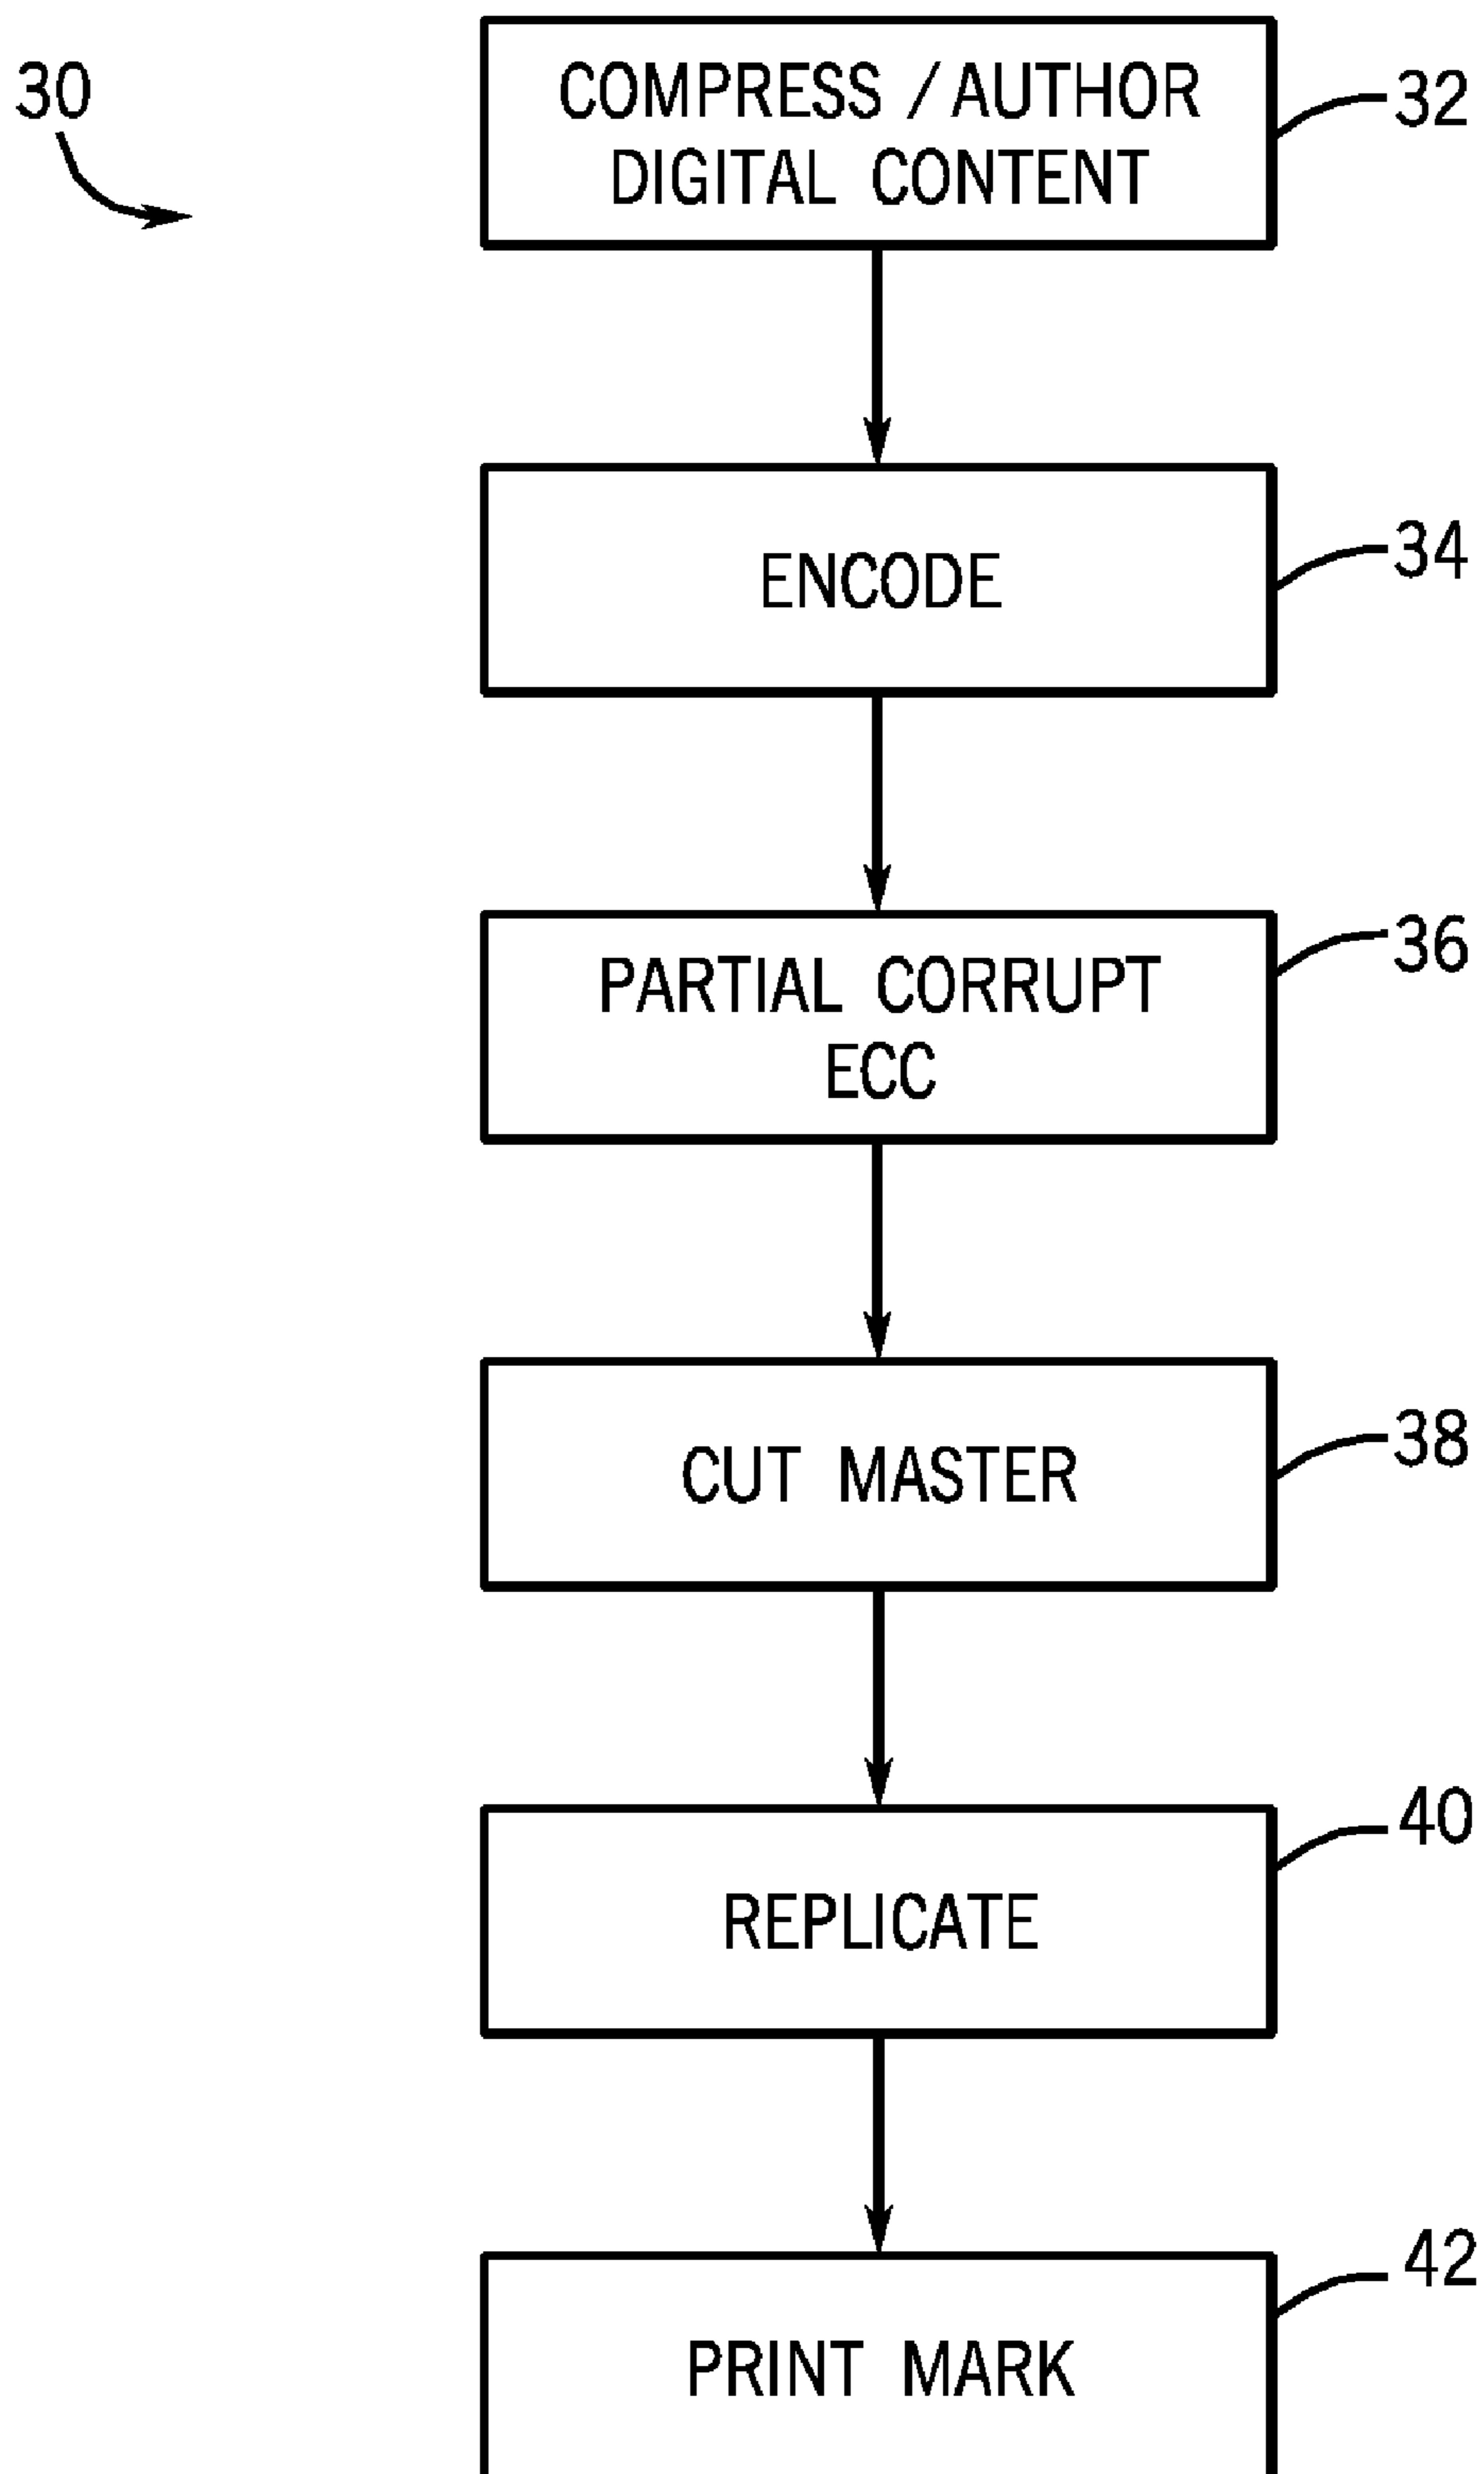 30
COMPRESS/AUTHOR
DIGITAL CONTENT
32
ENCODE
34
PARTIAL CORRUPT
ECC
36
CUT MASTER
38
REPLICATE
40
PRINT MARK
42